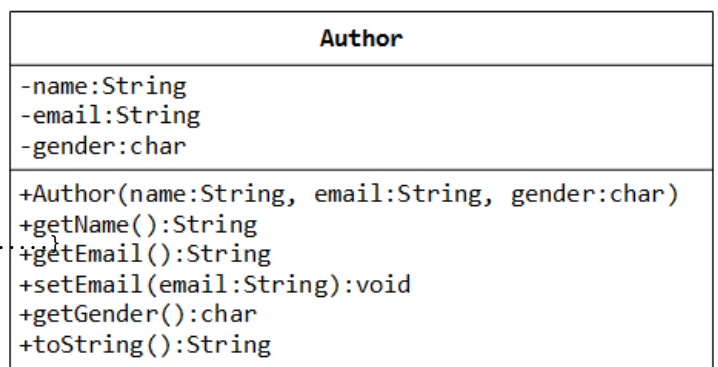 Author
-name:String
-email:String
-gender:char
+Author(name:String, email:String, gender:char)
+getName():String
.....}
+getEmail():String
+setEmail(email:String):void
+getGender():char
+toString():String